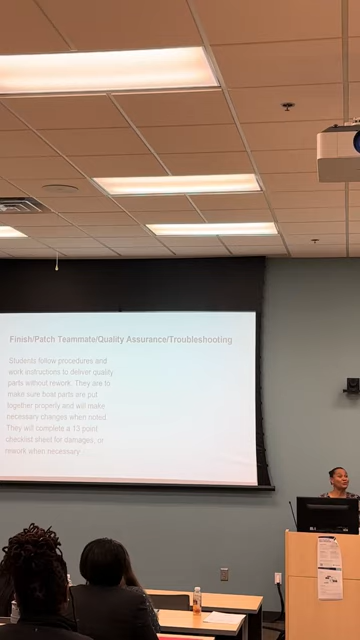 Finish/Patch Teammate/Quality Assurance/Troubleshooting
Students follow procedures and
work instructions to deliver quality
parts without rework. They are to
make sure boat parts are put
together properly and will make
necessary changes when noted.
They will complete a 13 point
checklist sheet for damages, or
rework when necessary.